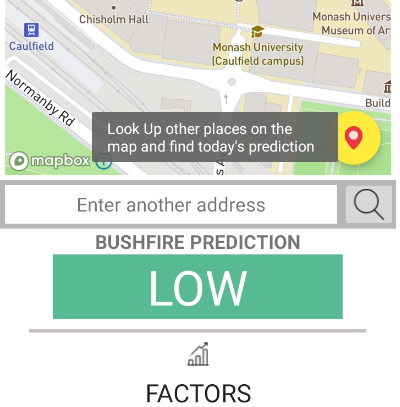 Chisholm Hall
Monash Univers
Museum of Ar
Caulfield
Monash University
(Caulfield campus)
Normanby Rd
Build
Look Up other places on the
map and find today's prediction
mapbox
s A
Enter another address
BUSHFIRE PREDICTION
LOW
FACTORS